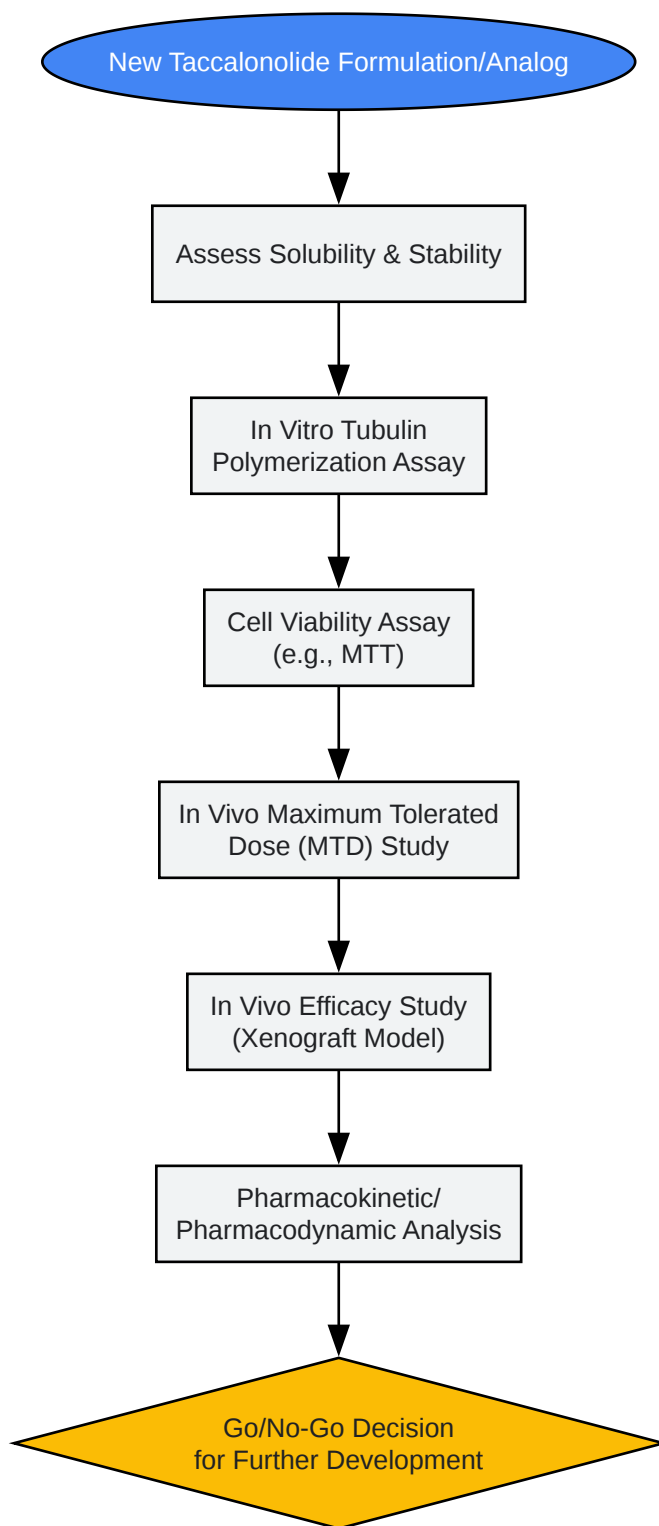 New Taccalonolide Formulation/Analog
Assess Solubility & Stability
In Vitro Tubulin
Polymerization Assay
Cell Viability Assay
(e.g., MTT)
In Vivo Maximum Tolerated
Dose (MTD) Study
In Vivo Efficacy Study
(Xenograft Model)
Pharmacokinetic/
Pharmacodynamic Analysis
Go/No-Go Decision
for Further Development